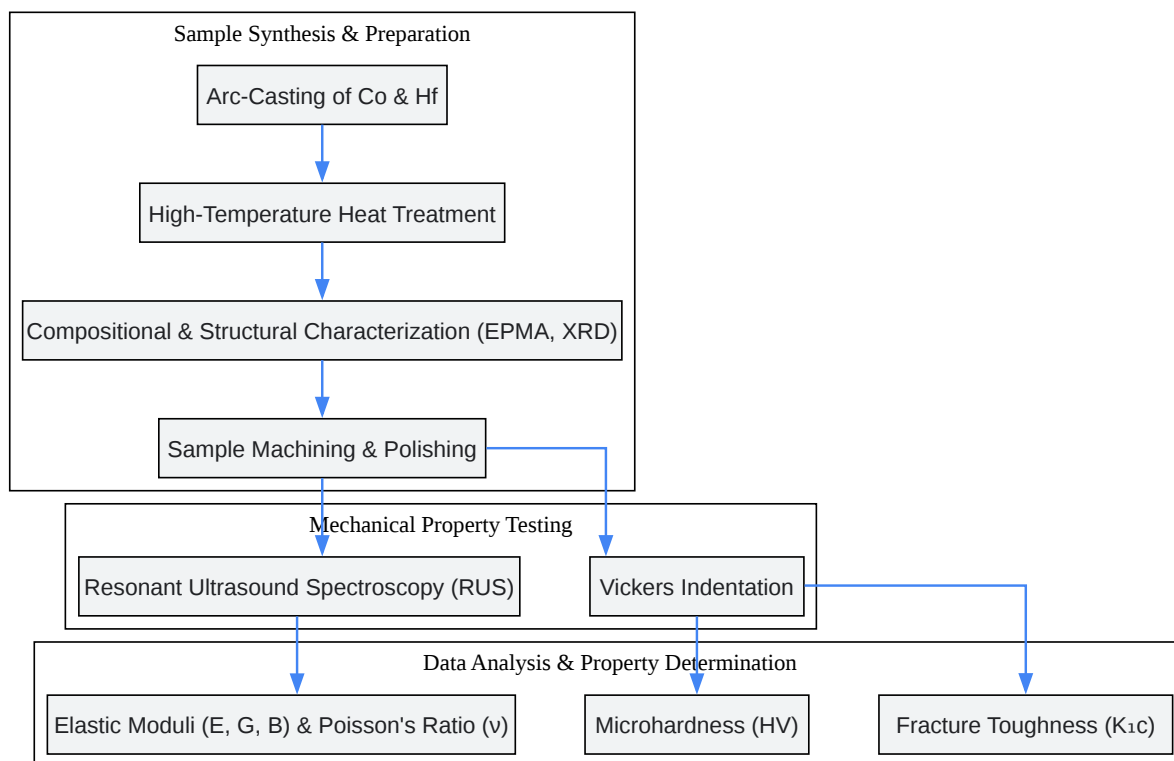 Sample Synthesis & Preparation
Arc-Casting of Co & Hf
High-Temperature Heat Treatment
Compositional & Structural Characterization (EPMA, XRD)
Sample Machining & Polishing
Mechanical Property Testing
Resonant Ultrasound Spectroscopy (RUS)
Vickers Indentation
Data Analysis & Property Determination
Elastic Moduli (E, G, B) & Poisson's Ratio (ν)
Microhardness (HV)
Fracture Toughness (K₁c)